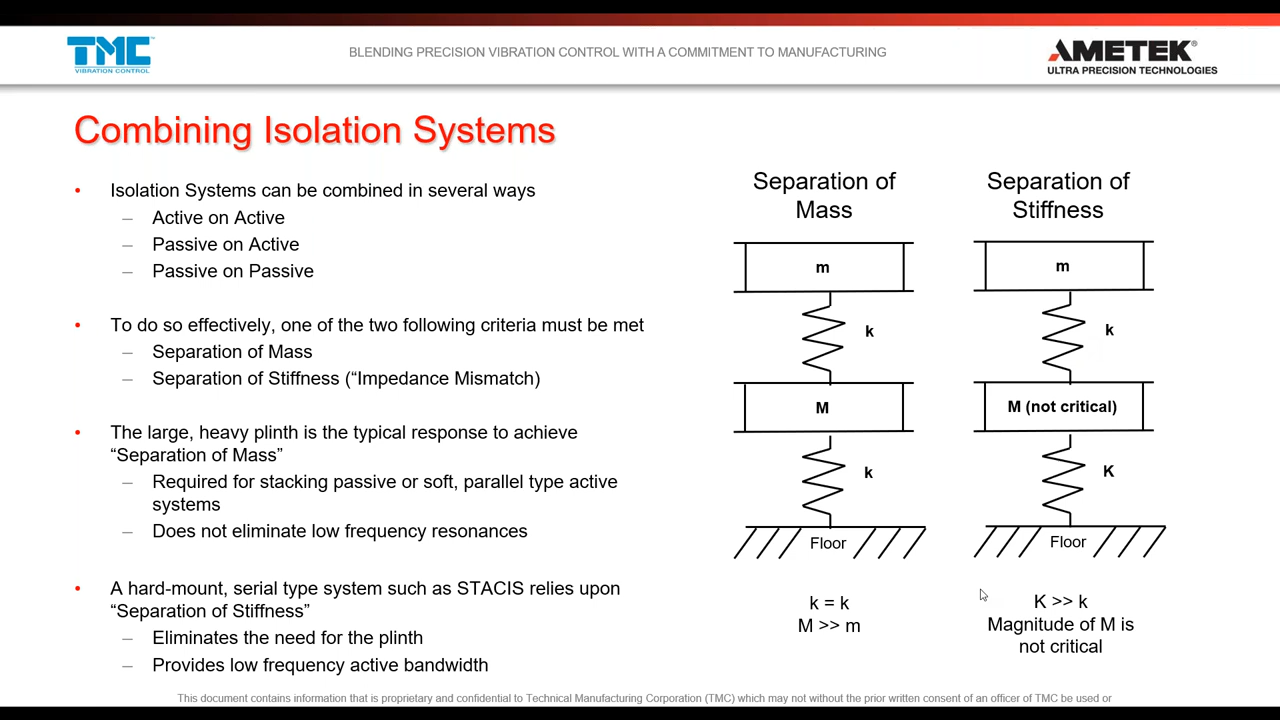 TMC
VIBRATION CONTROL
BLENDING PRECISION VIBRATION CONTROL WITH A COMMITMENT TO MANUFACTURING
AMETEK®
ULTRA PRECISION TECHNOLOGIES
Combining Isolation Systems
• Isolation Systems can be combined in several ways
– Active on Active
– Passive on Active
– Passive on Passive
• To do so effectively, one of the two following criteria must be met
– Separation of Mass
– Separation of Stiffness (“Impedance Mismatch)
• The large, heavy plinth is the typical response to achieve
“Separation of Mass”
– Required for stacking passive or soft, parallel type active
systems
– Does not eliminate low frequency resonances
• A hard-mount, serial type system such as STACIS relies upon
“Separation of Stiffness”
– Eliminates the need for the plinth
– Provides low frequency active bandwidth
Separation of
Mass
m
k
M
k
Floor
k = k
M >> m
Separation of
Stiffness
m
k
M (not critical)
K
Floor
K >> k
Magnitude of M is
not critical
This document contains information that is proprietary and confidential to Technical Manufacturing Corporation (TMC) which may not without the prior written consent of an officer of TMC be used or